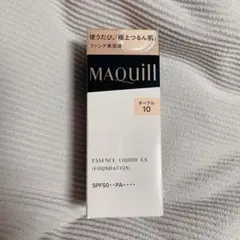 使うたび、「極上つるん肌」
ファンデ美容液
MAQuill
オークル
10
ESSENCE LIQUID EX
(FOUNDATION)
SPF50・PA++++